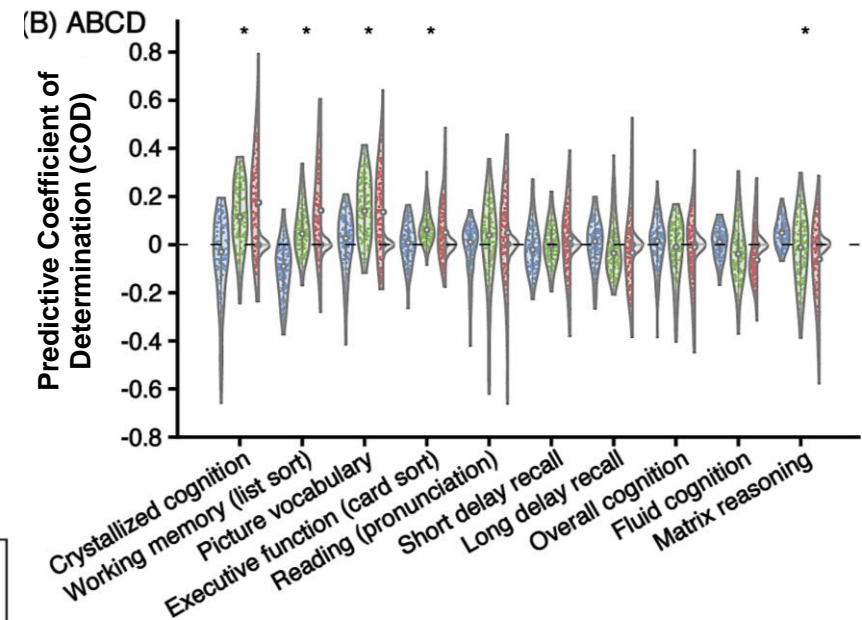 (B) ABCD
* * * * *
Predictive Coefficient of
Determination (COD)
0.8
0.6
0.4
0.2
0
-0.2
-0.4
-0.6
-0.8
Crystallized cognition
Working memory (list sort)
Picture vocabulary
Executive function (card sort)
Reading (pronunciation)
Short delay recall
Long delay recall
Overall cognition
Fluid cognition
Matrix reasoning